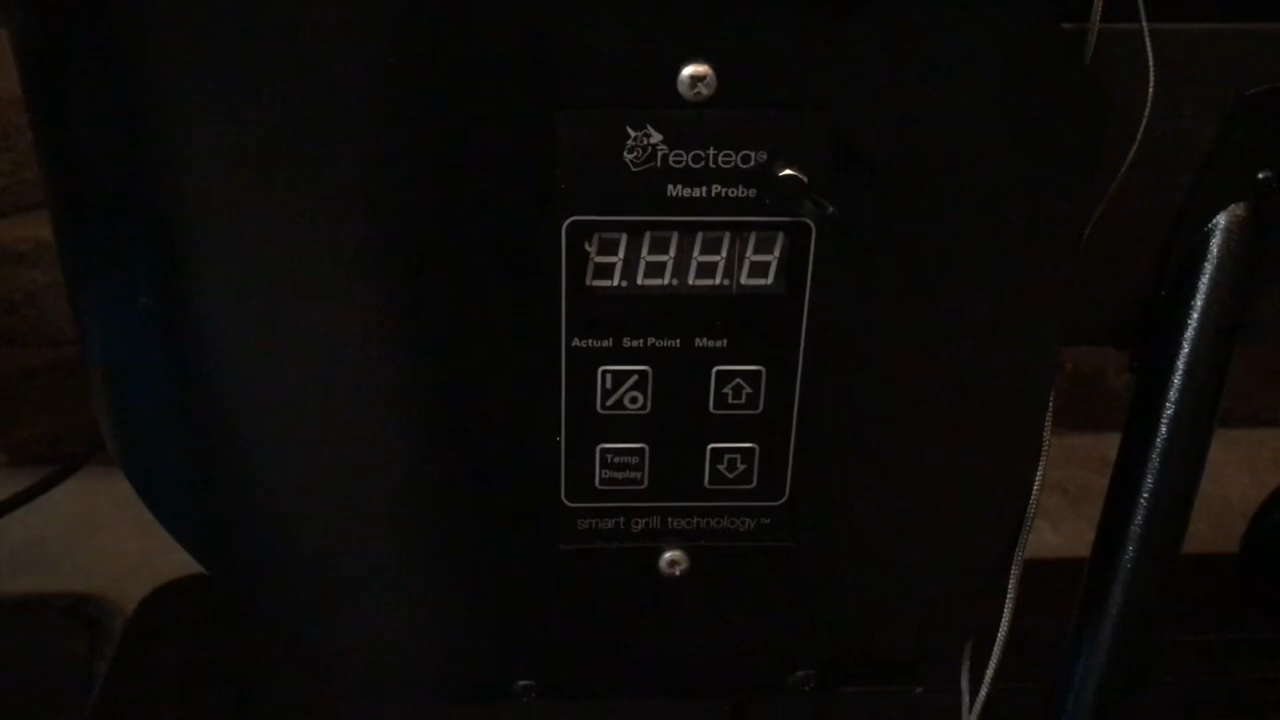 rectec®
Meat Probe
Actual Set Point Meat
Temp
Display
smart grill technology™